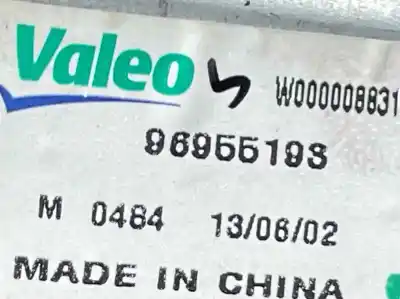 Valeo W000008831
96955193
M 0484 13/06/02
MADE IN CHINA